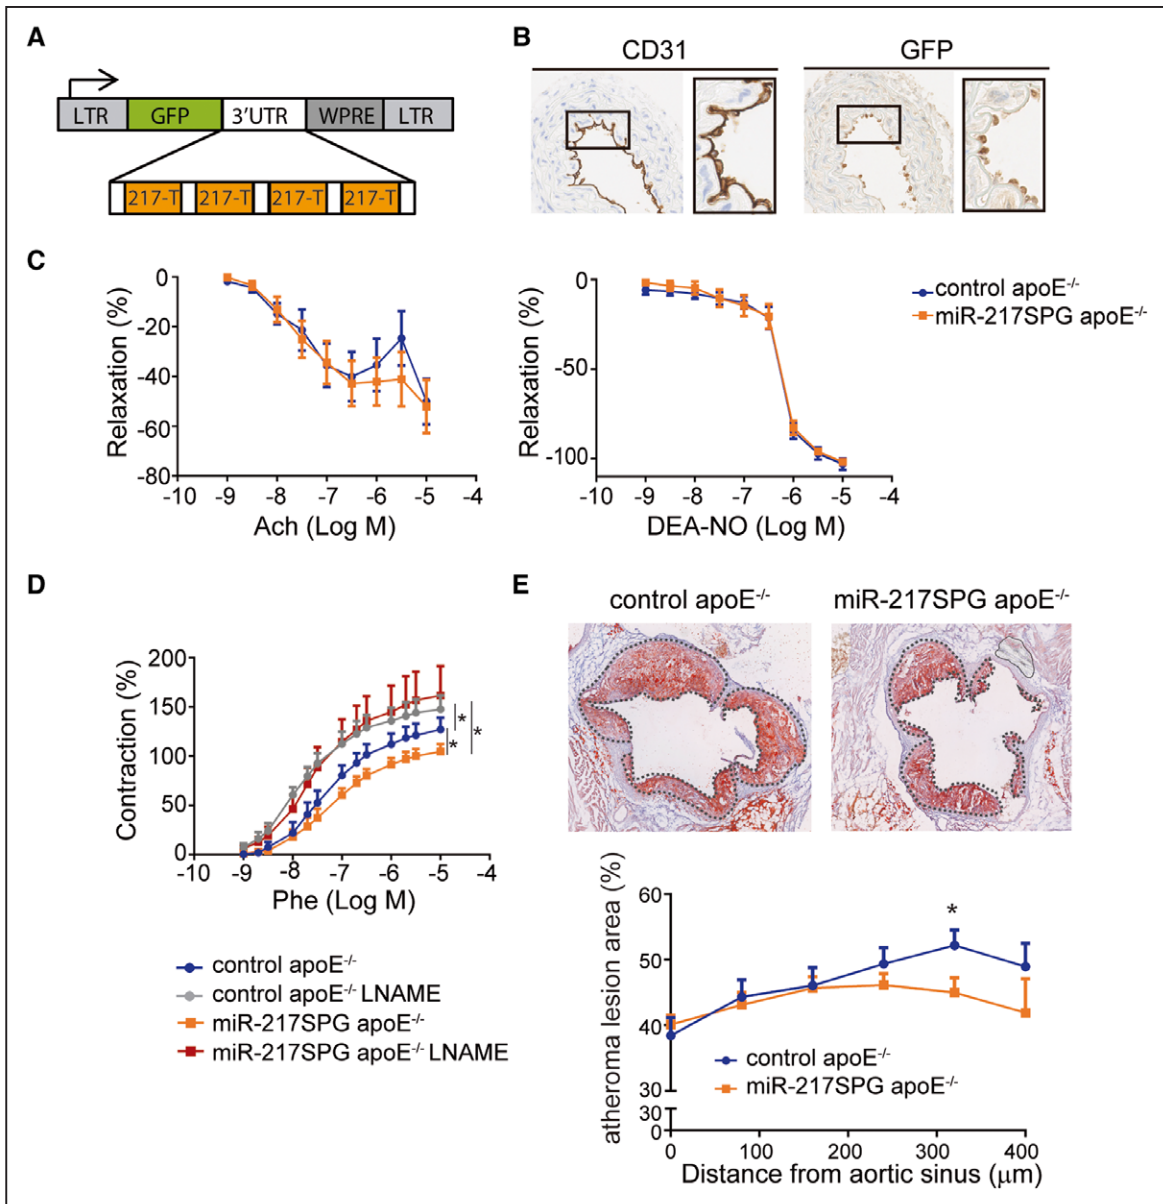 A
LTR GFP 3'UTR WPRE LTR
217-T 217-T 217-T 217-T
B
CD31 GFP
C
Relaxation (%)
0
-20
-40
-60
-80
-10 -9 -8 -7 -6 -5 -4
Ach (Log M)
Relaxation (%)
0
-50
-100
-10 -9 -8 -7 -6 -5 -4
DEA-NO (Log M)
control apoE-/-
miR-217SPG apoE-/-
D
Contraction (%)
200
150
100
50
0
* * *
-10 -9 -8 -7 -6 -5 -4
Phe (Log M)
control apoE-/-
control apoE-/- LNAME
miR-217SPG apoE-/-
miR-217SPG apoE-/- LNAME
E
control apoE-/- miR-217SPG apoE-/-
atheroma lesion area (%)
60
50
40
30
30
0
*
control apoE-/-
miR-217SPG apoE-/-
0 100 200 300 400
Distance from aortic sinus (μm)